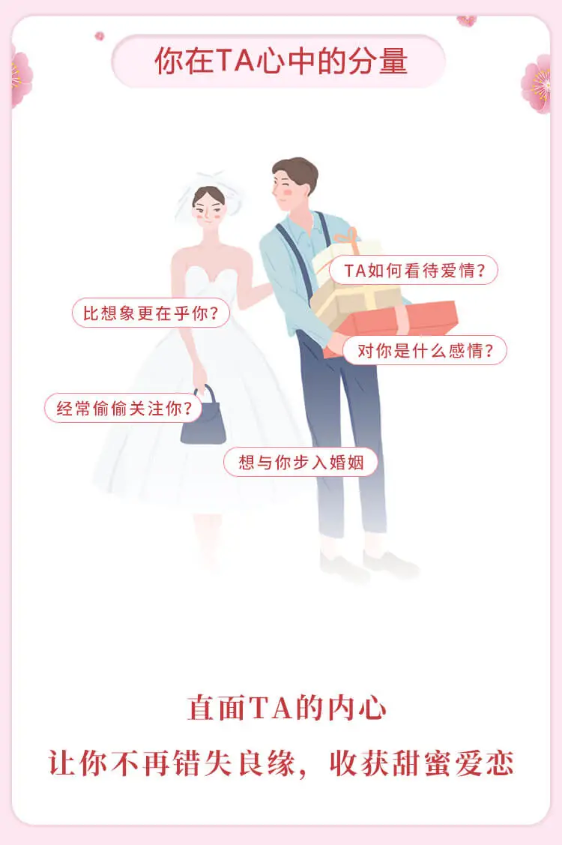 你在TA心中的分量
TA如何看待爱情？
比想象更在乎你？
对你是什么感情？
经常偷偷关注你？
想与你步入婚姻
直面TA的内心
让你不再错失良缘，收获甜蜜爱恋